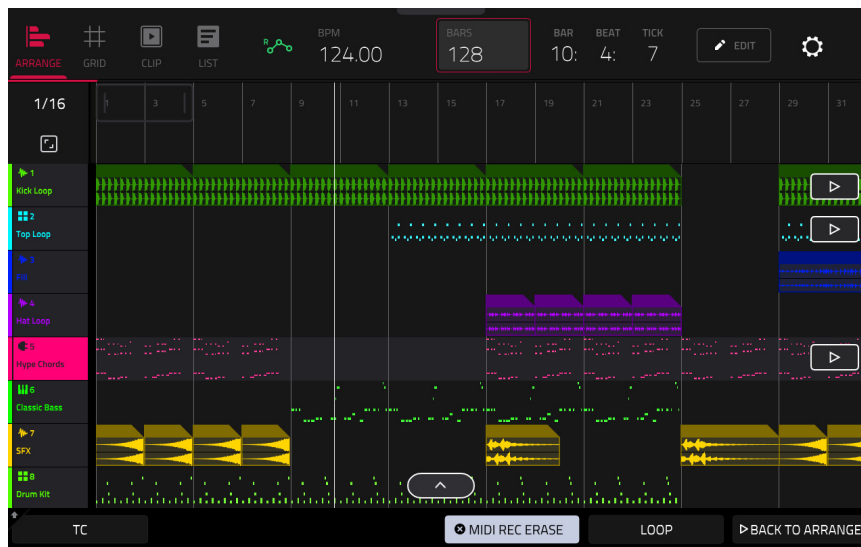 BPM
BARS
BAR BEAT TICK
124.00
128
10: 4: 7
EDIT
ARRANGE
GRID
CLIP
LIST
R
1/16
1 3 5 7 9 11 13 15 17 19 21 23 25 27 29 31
1
Kick Loop
2
Top Loop
3
Fill
4
Hat Loop
5
Hype Chords
6
Classic Bass
7
SFX
8
Drum Kit
TC
MIDI REC ERASE
LOOP
BACK TO ARRANGE